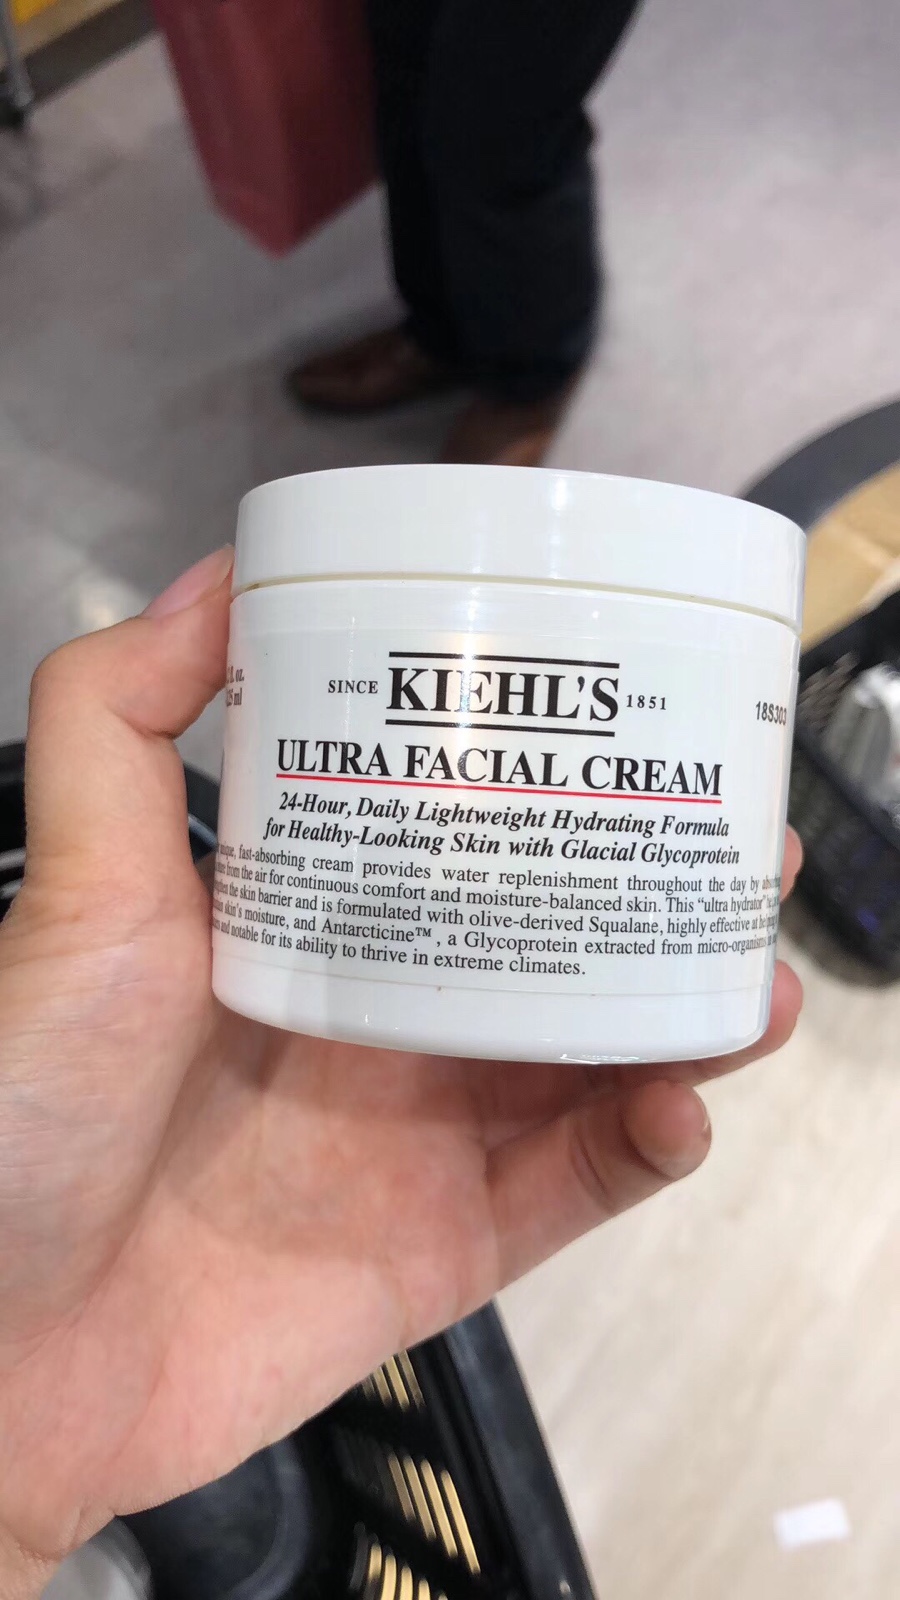 fl. oz.
ml
SINCE KIEHL'S 1851
18S303
ULTRA FACIAL CREAM
24-Hour, Daily Lightweight Hydrating Formula
for Healthy-Looking Skin with Glacial Glycoprotein
fast-absorbing cream provides water replenishment throughout the day by
from the air for continuous comfort and moisture-balanced skin. This "ultra hydrator"
the skin barrier and is formulated with olive-derived Squalane, highly effective at
skin's moisture, and Antarcticine™, a Glycoprotein extracted from
and notable for its ability to thrive in extreme climates.